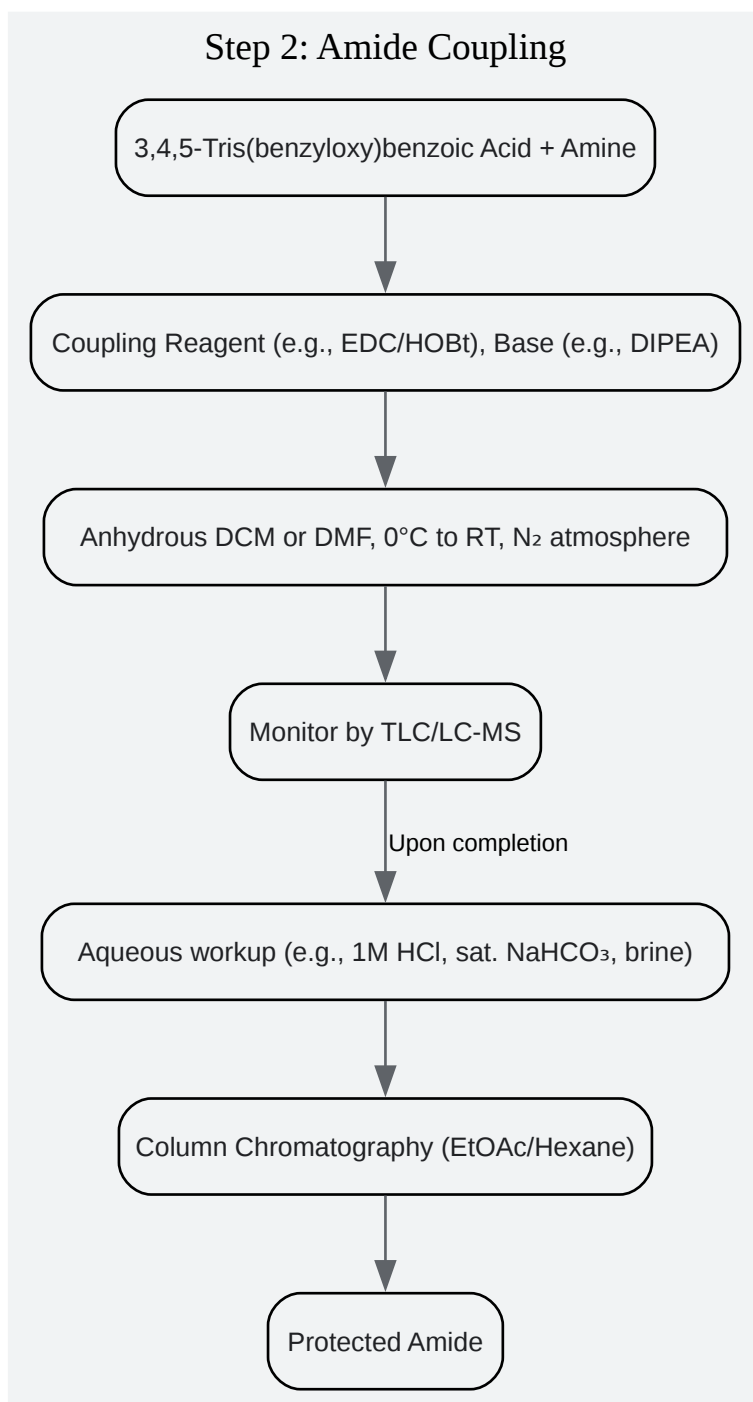 Step 2: Amide Coupling
3,4,5-Tris(benzyloxy)benzoic Acid + Amine
Coupling Reagent (e.g., EDC/HOBt), Base (e.g., DIPEA)
Anhydrous DCM or DMF, 0°C to RT, N₂ atmosphere
Monitor by TLC/LC-MS
Upon completion
Aqueous workup (e.g., 1M HCl, sat. NaHCO₃, brine)
Column Chromatography (EtOAc/Hexane)
Protected Amide